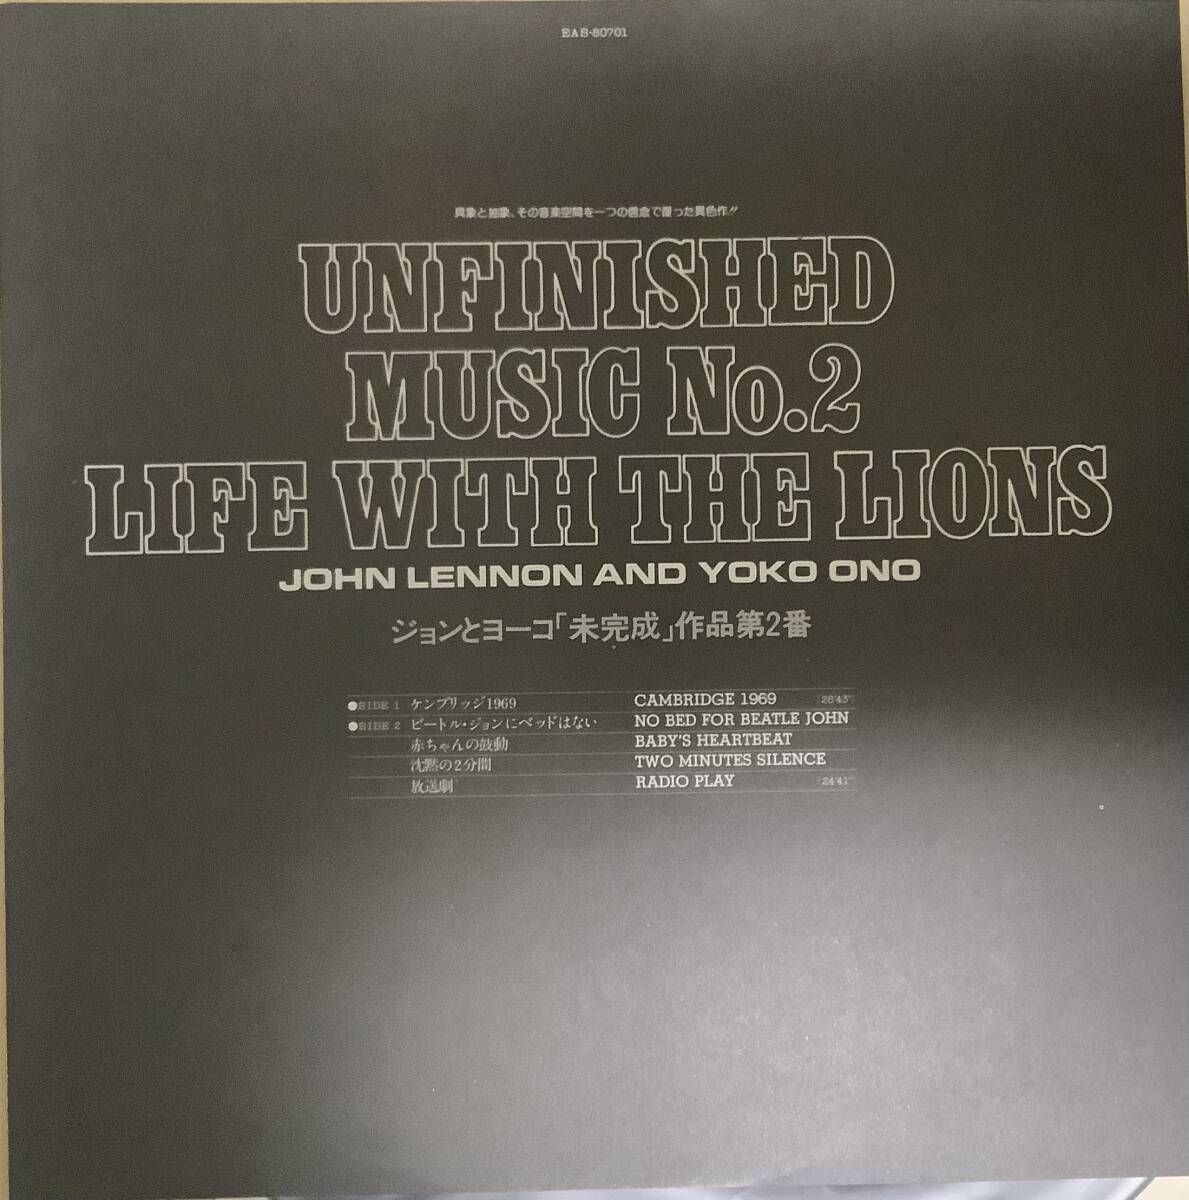 EAS-80701
具象と抽象、その音楽空間を一つの信念で覆った異色作!!
UNFINISHED
MUSIC No.2
LIFE WITH THE LIONS
JOHN LENNON AND YOKO ONO
ジョンとヨーコ「未完成」作品第2番
●SIDE 1 ケンブリッジ1969 CAMBRIDGE 1969 [26'43"]
●SIDE 2 ビートル・ジョンにベッドはない NO BED FOR BEATLE JOHN
赤ちゃんの鼓動 BABY'S HEARTBEAT
沈黙の2分間 TWO MINUTES SILENCE
放送劇 RADIO PLAY [24'41"]